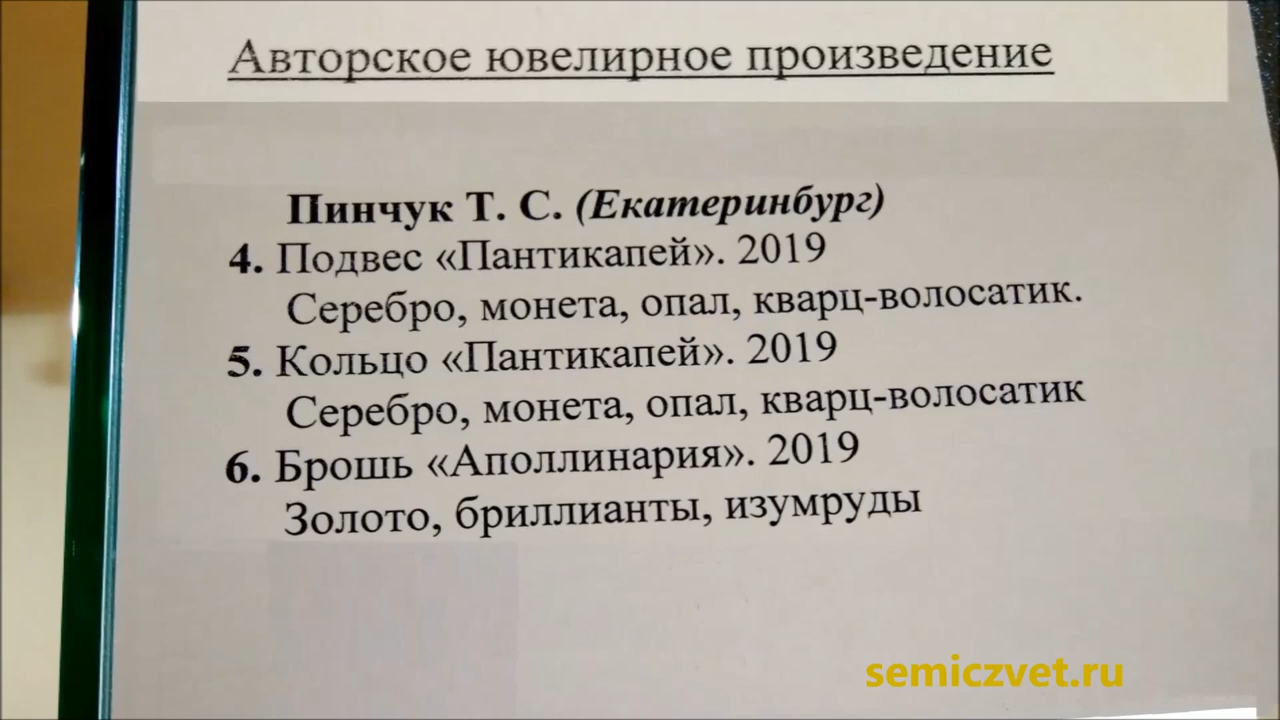 Авторское ювелирное произведение
Пинчук Т. С. (Екатеринбург)
4. Подвес «Пантикапей». 2019
Серебро, монета, опал, кварц-волосатик.
5. Кольцо «Пантикапей». 2019
Серебро, монета, опал, кварц-волосатик
6. Брошь «Аполлинария». 2019
Золото, бриллианты, изумруды
semiczvet.ru